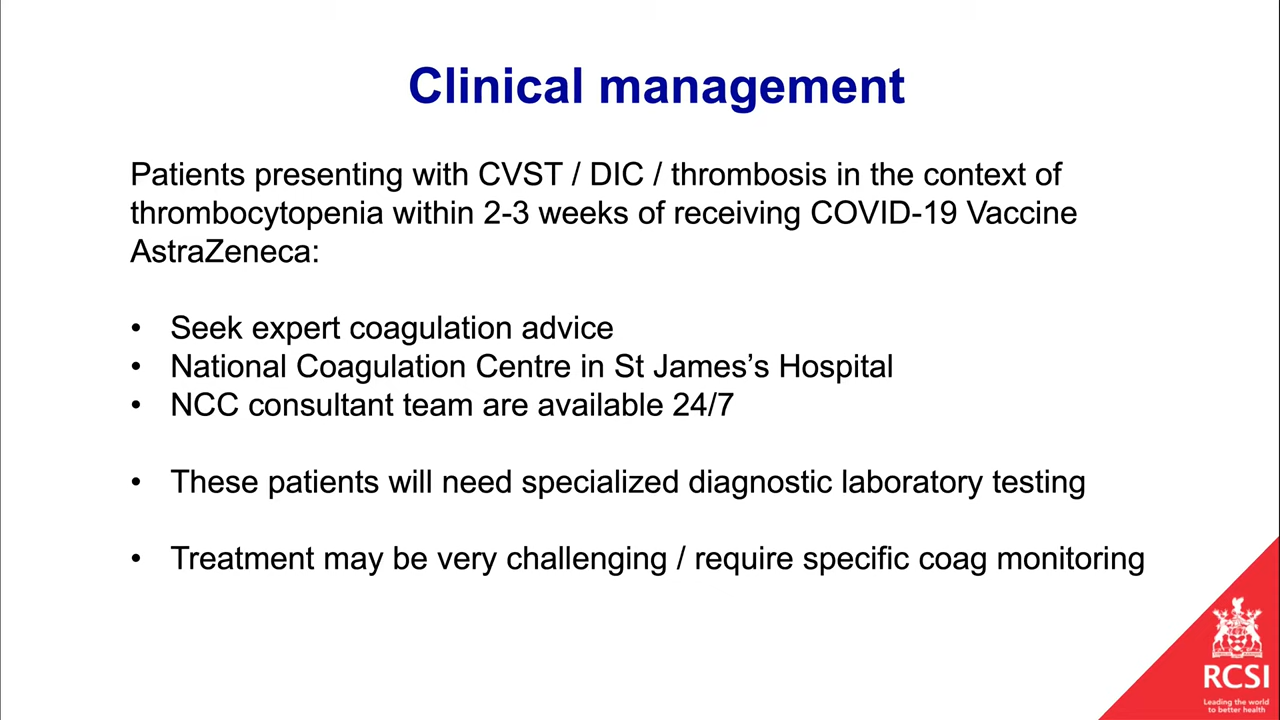 Clinical management
Patients presenting with CVST / DIC / thrombosis in the context of
thrombocytopenia within 2-3 weeks of receiving COVID-19 Vaccine
AstraZeneca:
• Seek expert coagulation advice
• National Coagulation Centre in St James’s Hospital
• NCC consultant team are available 24/7
• These patients will need specialized diagnostic laboratory testing
• Treatment may be very challenging / require specific coag monitoring
RCSI
Leading the world
to better health